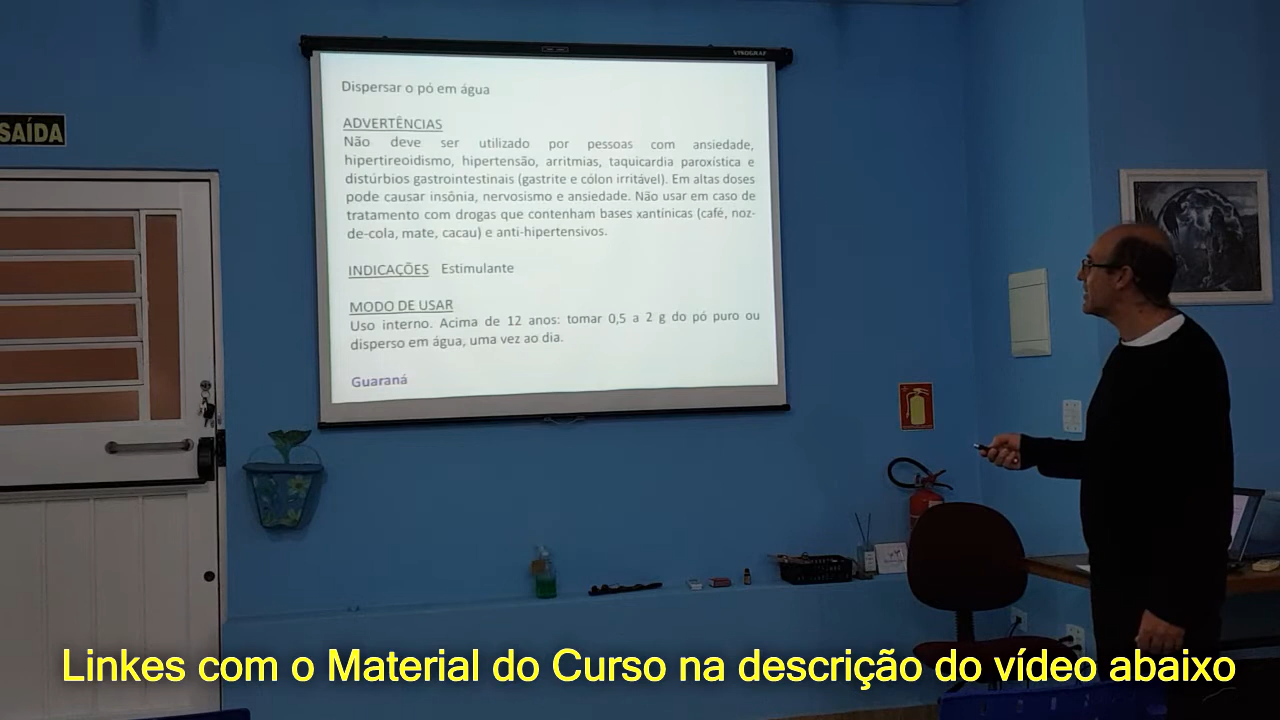 VINOGRAF
Dispersar o pó em água
SAÍDA
ADVERTÊNCIAS
Não deve ser utilizado por pessoas com ansiedade,
hipertireoidismo, hipertensão, arritmias, taquicardia paroxística e
distúrbios gastrointestinais (gastrite e cólon irritável). Em altas doses
pode causar insônia, nervosismo e ansiedade. Não usar em caso de
tratamento com drogas que contenham bases xantínicas (café, noz-
de-cola, mate, cacau) e anti-hipertensivos.
INDICAÇÕES Estimulante
MODO DE USAR
Uso interno. Acima de 12 anos: tomar 0,5 a 2 g do pó puro ou
disperso em água, uma vez ao dia.
Guaraná
Linkes com o Material do Curso na descrição do vídeo abaixo